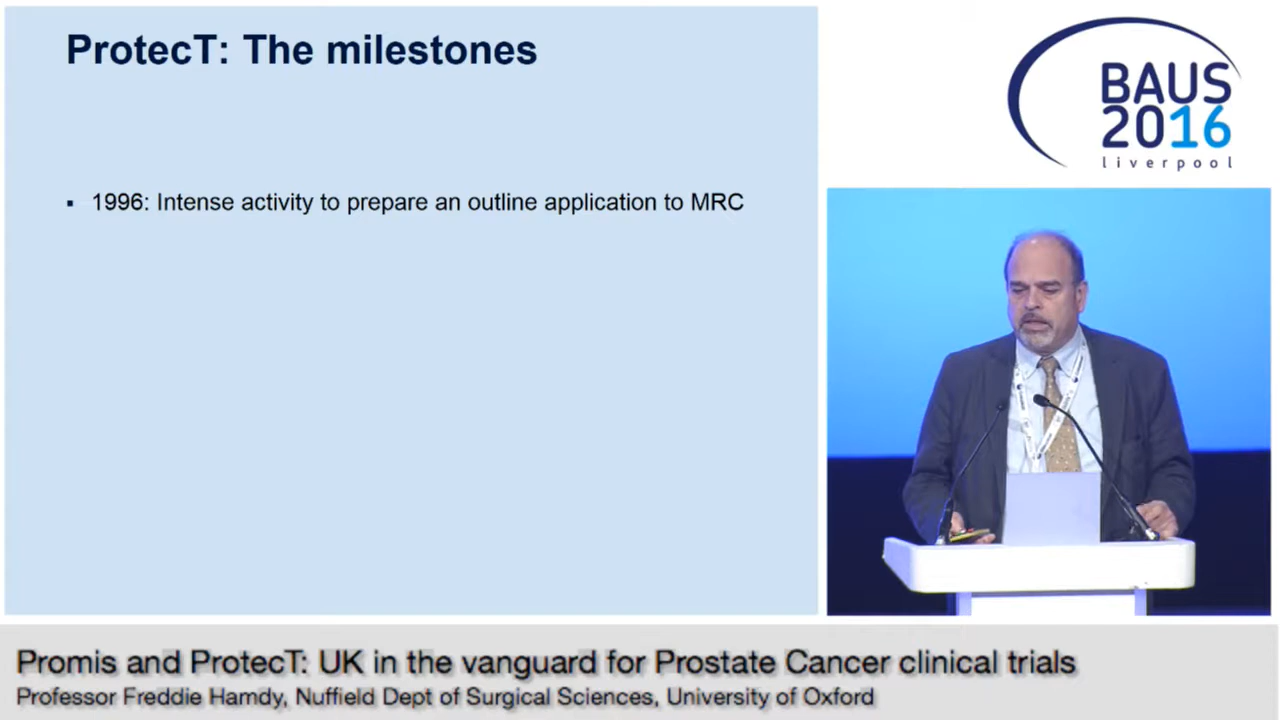 ProtecT: The milestones
▪ 1996: Intense activity to prepare an outline application to MRC
BAUS
2016
liverpool
Promis and ProtecT: UK in the vanguard for Prostate Cancer clinical trials
Professor Freddie Hamdy, Nuffield Dept of Surgical Sciences, University of Oxford